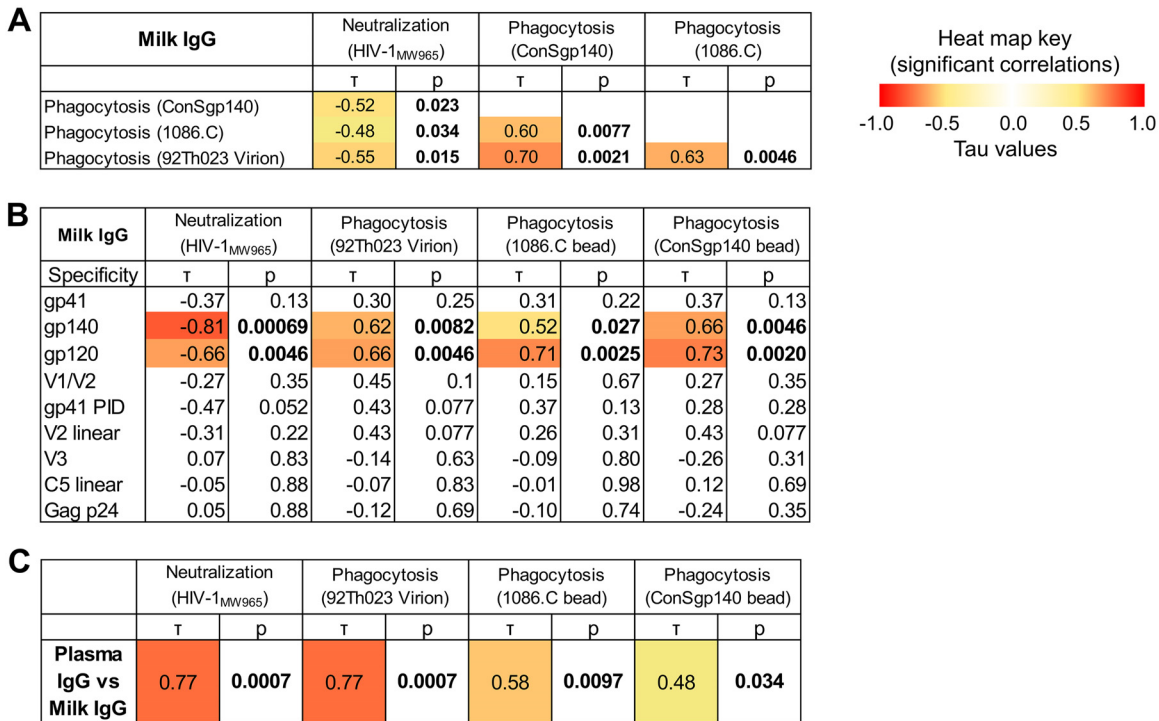 A
Milk IgG
Neutralization
(HIV-1MW965)
Phagocytosis
(ConSgp140)
Phagocytosis
(1086.C)
τ p τ p τ p
Phagocytosis (ConSgp140) -0.52 0.023
Phagocytosis (1086.C) -0.48 0.034 0.60 0.0077
Phagocytosis (92Th023 Virion) -0.55 0.015 0.70 0.0021 0.63 0.0046
Heat map key
(significant correlations)
-1.0 -0.5 0.0 0.5 1.0
Tau values
B
Milk IgG
Neutralization
(HIV-1MW965)
Phagocytosis
(92Th023 Virion)
Phagocytosis
(1086.C bead)
Phagocytosis
(ConSgp140 bead)
Specificity τ p τ p τ p τ p
gp41 -0.37 0.13 0.30 0.25 0.31 0.22 0.37 0.13
gp140 -0.81 0.00069 0.62 0.0082 0.52 0.027 0.66 0.0046
gp120 -0.66 0.0046 0.66 0.0046 0.71 0.0025 0.73 0.0020
V1/V2 -0.27 0.35 0.45 0.1 0.15 0.67 0.27 0.35
gp41 PID -0.47 0.052 0.43 0.077 0.37 0.13 0.28 0.28
V2 linear -0.31 0.22 0.43 0.077 0.26 0.31 0.43 0.077
V3 0.07 0.83 -0.14 0.63 -0.09 0.80 -0.26 0.31
C5 linear -0.05 0.88 -0.07 0.83 -0.01 0.98 0.12 0.69
Gag p24 0.05 0.88 -0.12 0.69 -0.10 0.74 -0.24 0.35
C
Neutralization
(HIV-1MW965)
Phagocytosis
(92Th023 Virion)
Phagocytosis
(1086.C bead)
Phagocytosis
(ConSgp140 bead)
τ p τ p τ p τ p
Plasma
IgG vs
Milk IgG
0.77 0.0007 0.77 0.0007 0.58 0.0097 0.48 0.034